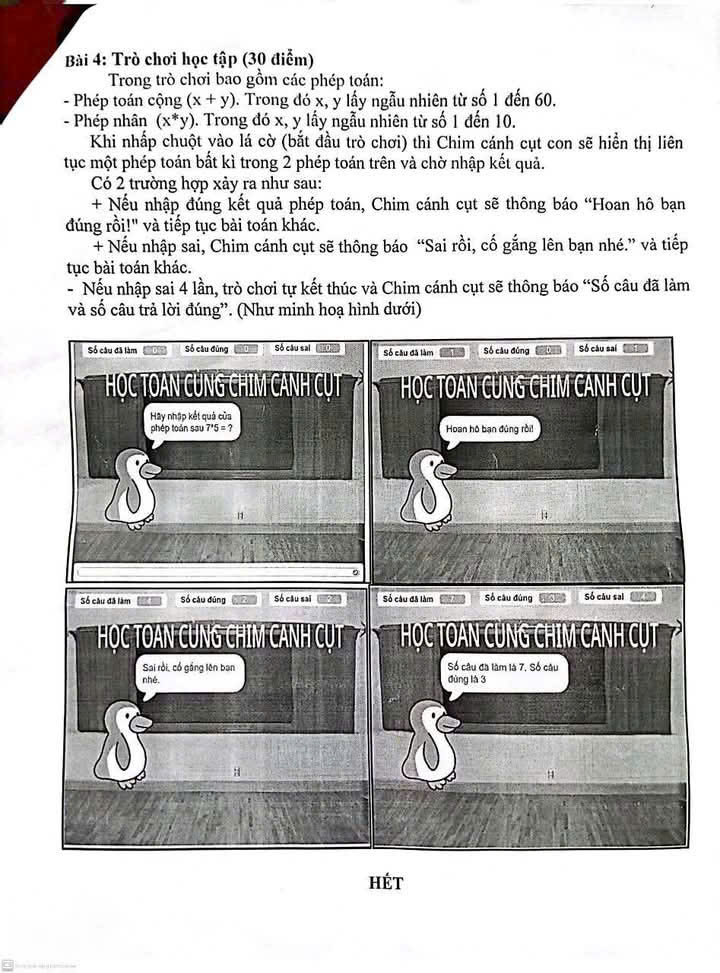 Bài 4: Trò chơi học tập (30 điểm)
Trong trò chơi bao gồm các phép toán:
- Phép toán cộng (x + y). Trong đó x, y lấy ngẫu nhiên từ số 1 đến 60.
- Phép nhân (x*y). Trong đó x, y lấy ngẫu nhiên từ số 1 đến 10.
Khi nhấp chuột vào lá cờ (bắt đầu trò chơi) thì Chim cánh cụt con sẽ hiển thị liên
tục một phép toán bất kì trong 2 phép toán trên và chờ nhập kết quả.
Có 2 trường hợp xảy ra như sau:
+ Nếu nhập đúng kết quả phép toán, Chim cánh cụt sẽ thông báo “Hoan hô bạn
đúng rồi!" và tiếp tục bài toán khác.
+ Nếu nhập sai, Chim cánh cụt sẽ thông báo “Sai rồi, cố gắng lên bạn nhé.” và tiếp
tục bài toán khác.
- Nếu nhập sai 4 lần, trò chơi tự kết thúc và Chim cánh cụt sẽ thông báo “Số câu đã làm
và số câu trả lời đúng”. (Như minh hoạ hình dưới)
Số câu đã làm 0 Số câu đúng 0 Số câu sai 0
HỌC TOÁN CÙNG CHIM CÁNH CỤT
Hãy nhập kết quả của
phép toán sau 7*5 = ?
Số câu đã làm 1 Số câu đúng 0 Số câu sai 1
HỌC TOÁN CÙNG CHIM CÁNH CỤT
Hoan hô bạn đúng rồi!
Số câu đã làm 4 Số câu đúng 2 Số câu sai 2
HỌC TOÁN CÙNG CHIM CÁNH CỤT
Sai rồi, cố gắng lên bạn
nhé.
Số câu đã làm 7 Số câu đúng 3 Số câu sai 4
HỌC TOÁN CÙNG CHIM CÁNH CỤT
Số câu đã làm là 7, Số câu
đúng là 3
HẾT